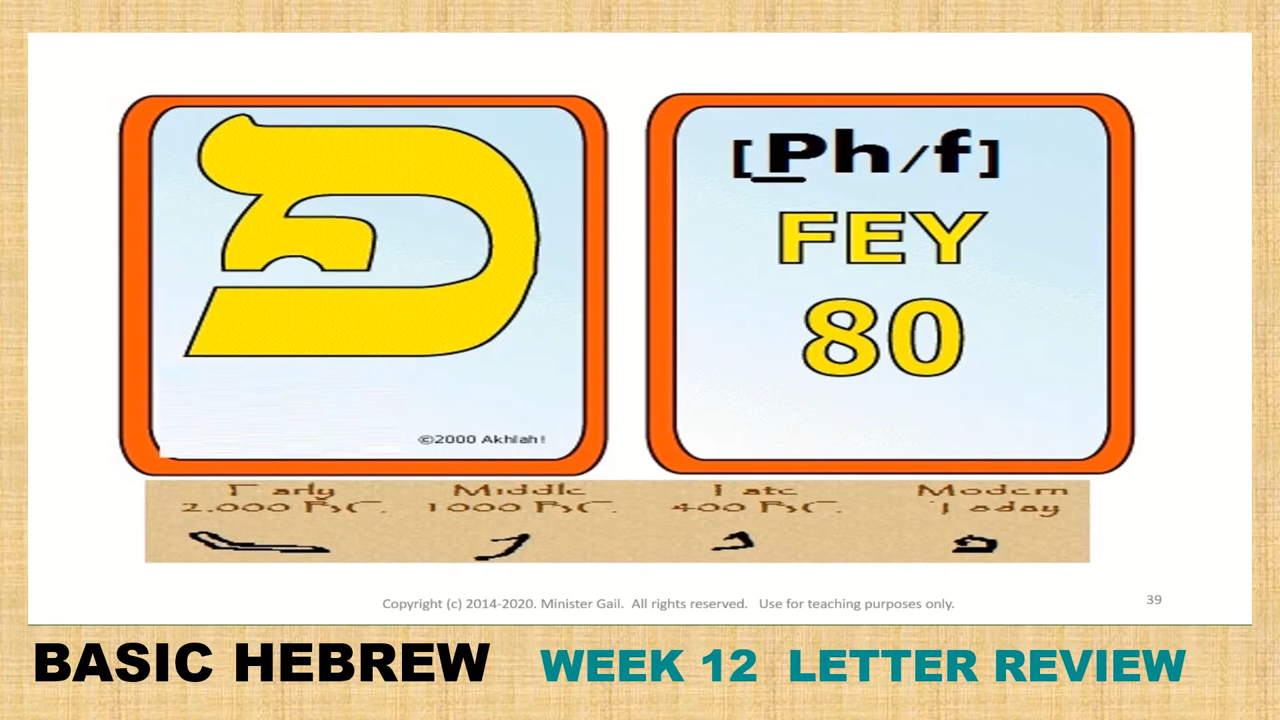 פ
[Ph/f]
FEY
80
©2000 Akhlah!
Early Middle Late Modern
2,000 B.C. 1000 B.C. 400 B.C. Today
Copyright (c) 2014-2020. Minister Gail. All rights reserved. Use for teaching purposes only.
39
BASIC HEBREW WEEK 12 LETTER REVIEW